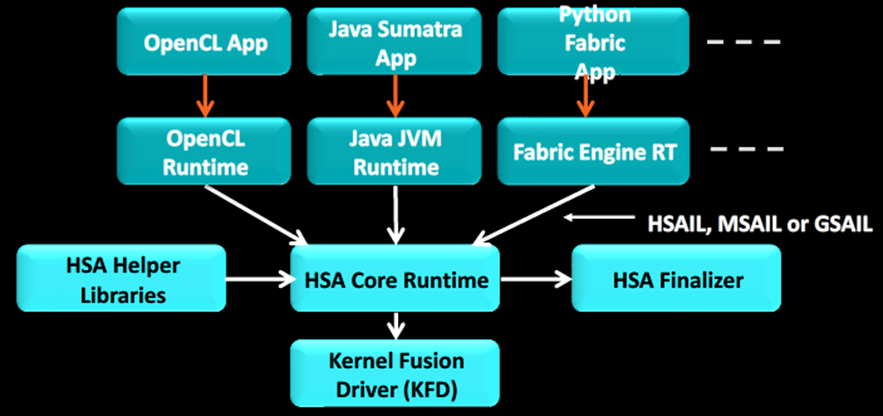 OpenCL App
Java Sumatra
App
Python
Fabric
App
OpenCL
Runtime
Java JVM
Runtime
Fabric Engine RT
HSAIL, MSAIL or GSAIL
HSA Helper
Libraries
HSA Core Runtime
HSA Finalizer
Kernel Fusion
Driver (KFD)